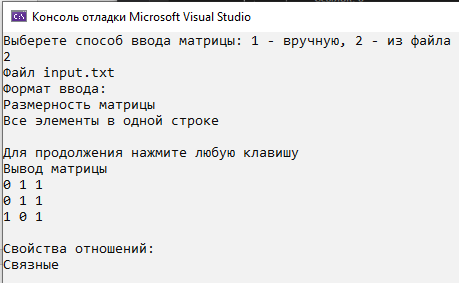 Консоль отладки Microsoft Visual Studio
Выберете способ ввода матрицы: 1 - вручную, 2 - из файла
2
Файл input.txt
Формат ввода:
Размерность матрицы
Все элементы в одной строке
Для продолжения нажмите любую клавишу
Вывод матрицы
0 1 1
0 1 1
1 0 1
Свойства отношений:
Связные